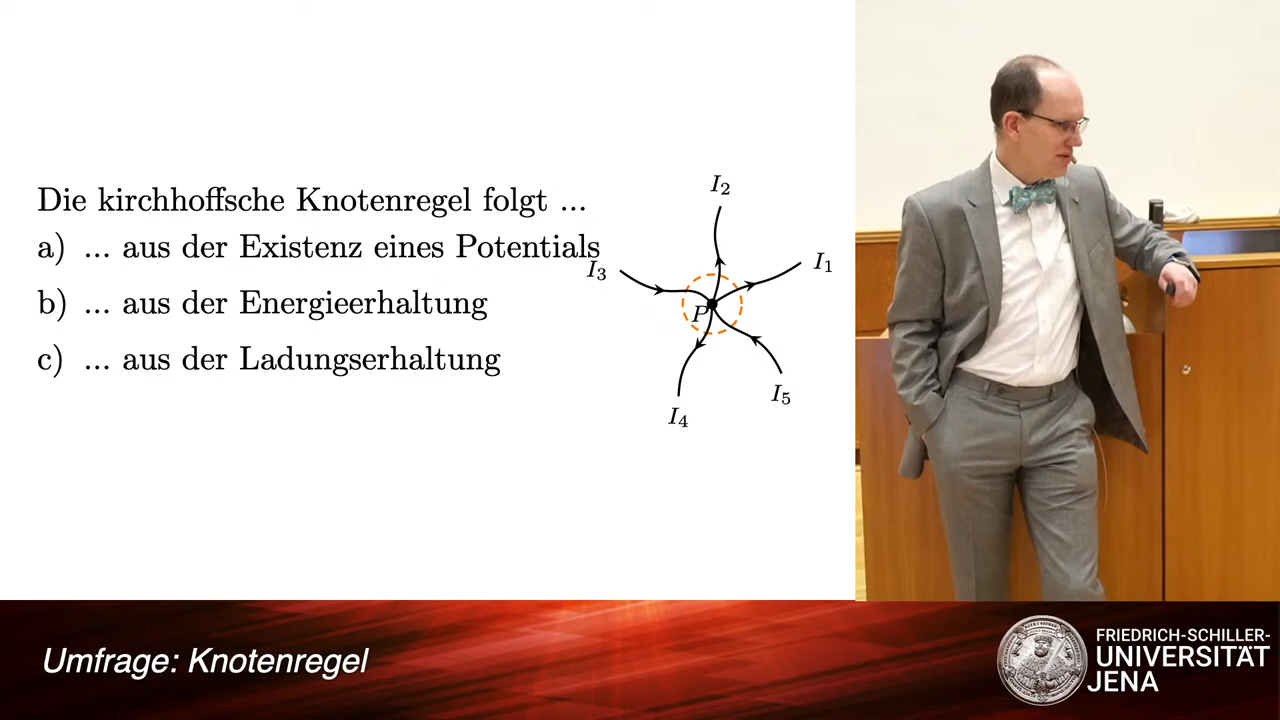 Die kirchhoffsche Knotenregel folgt ...
a) ... aus der Existenz eines Potentials
b) ... aus der Energieerhaltung
c) ... aus der Ladungserhaltung
I₂
I₁
I₃
P
I₄
I₅
Umfrage: Knotenregel
FRIEDRICH-SCHILLER-
UNIVERSITÄT
JENA